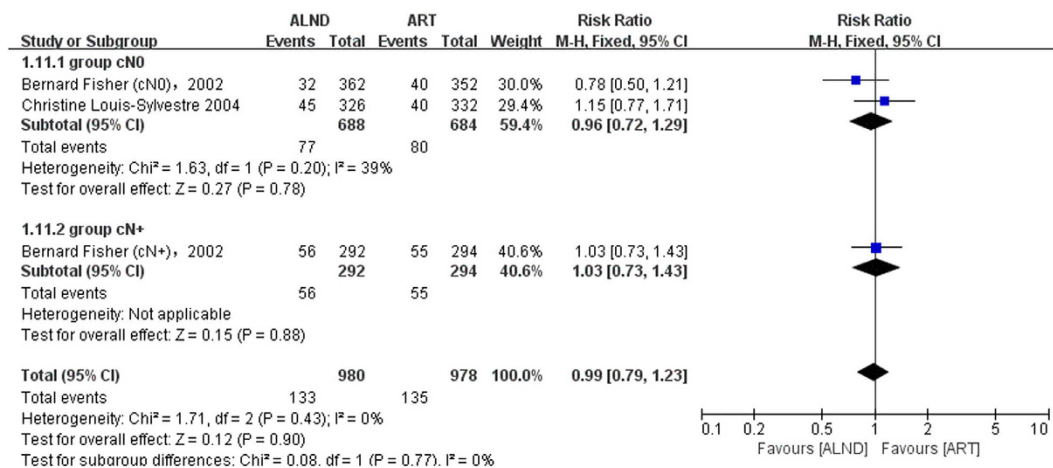 ALND ART Risk Ratio Risk Ratio
Study or Subgroup Events Total Events Total Weight M-H, Fixed, 95% CI M-H, Fixed, 95% CI
1.11.1 group cN0
Bernard Fisher (cN0)，2002 32 362 40 352 30.0% 0.78 [0.50, 1.21]
Christine Louis-Sylvestre 2004 45 326 40 332 29.4% 1.15 [0.77, 1.71]
Subtotal (95% CI) 688 684 59.4% 0.96 [0.72, 1.29]
Total events 77 80
Heterogeneity: Chi² = 1.63, df = 1 (P = 0.20); I² = 39%
Test for overall effect: Z = 0.27 (P = 0.78)
1.11.2 group cN+
Bernard Fisher (cN+)，2002 56 292 55 294 40.6% 1.03 [0.73, 1.43]
Subtotal (95% CI) 292 294 40.6% 1.03 [0.73, 1.43]
Total events 56 55
Heterogeneity: Not applicable
Test for overall effect: Z = 0.15 (P = 0.88)
Total (95% CI) 980 978 100.0% 0.99 [0.79, 1.23]
Total events 133 135
Heterogeneity: Chi² = 1.71, df = 2 (P = 0.43); I² = 0%
Test for overall effect: Z = 0.12 (P = 0.90)
Test for subgroup differences: Chi² = 0.08, df = 1 (P = 0.77), I² = 0%
0.1 0.2 0.5 1 2 5 10
Favours [ALND] Favours [ART]